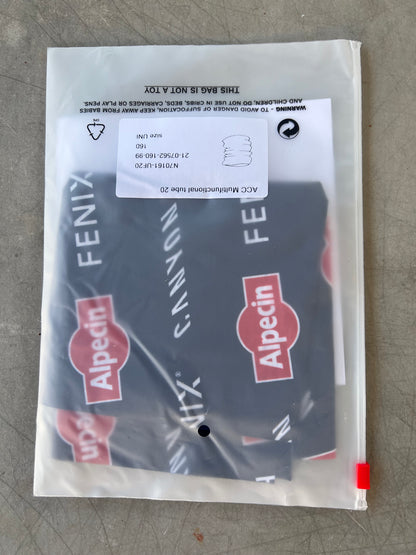 THIS BAG IS NOT A TOY
WARNING - TO AVOID DANGER OF SUFFOCATION, KEEP AWAY FROM BABIES
AND CHILDREN. DO NOT USE IN CRIBS, BEDS, CARRIAGES OR PLAY PENS.
ACC Multifunctional tube 20
N70161-UF20
21-07562-160-99
160
size UNI
FENIX
CANYON
FENIX
Alpecin
Alpecin
NIX